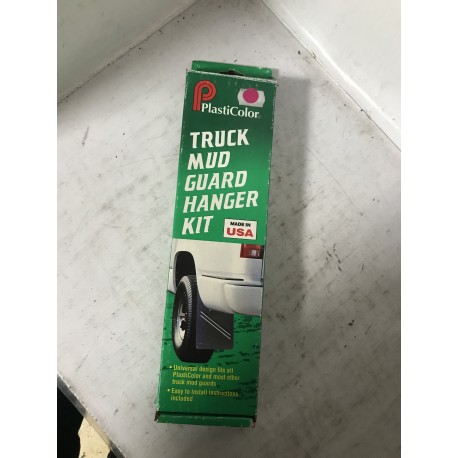 PlastiColor
TRUCK
MUD
GUARD
HANGER
KIT
MADE IN
USA
• Universal design fits all
PlastiColor and most other
truck mud guards
• Easy to install instructions
included